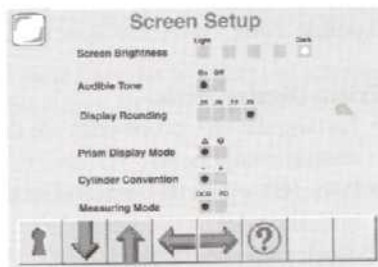 Screen Setup
Light Dark
Screen Brightness
On Off
Audible Tone
Display Rounding
Prism Display Mode
- +
Cylinder Convention
Measuring Mode
?